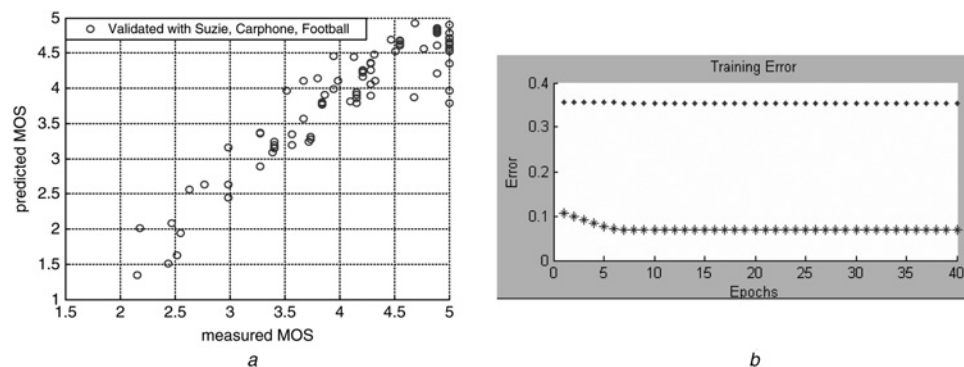 5
Validated with Suzie, Carphone, Football
4.5
4
3.5
3
2.5
2
1.5
1
predicted MOS
1.5 2 2.5 3 3.5 4 4.5 5
measured MOS
a
Training Error
0.4
0.3
0.2
0.1
0
Error
0 5 10 15 20 25 30 35 40
Epochs
b